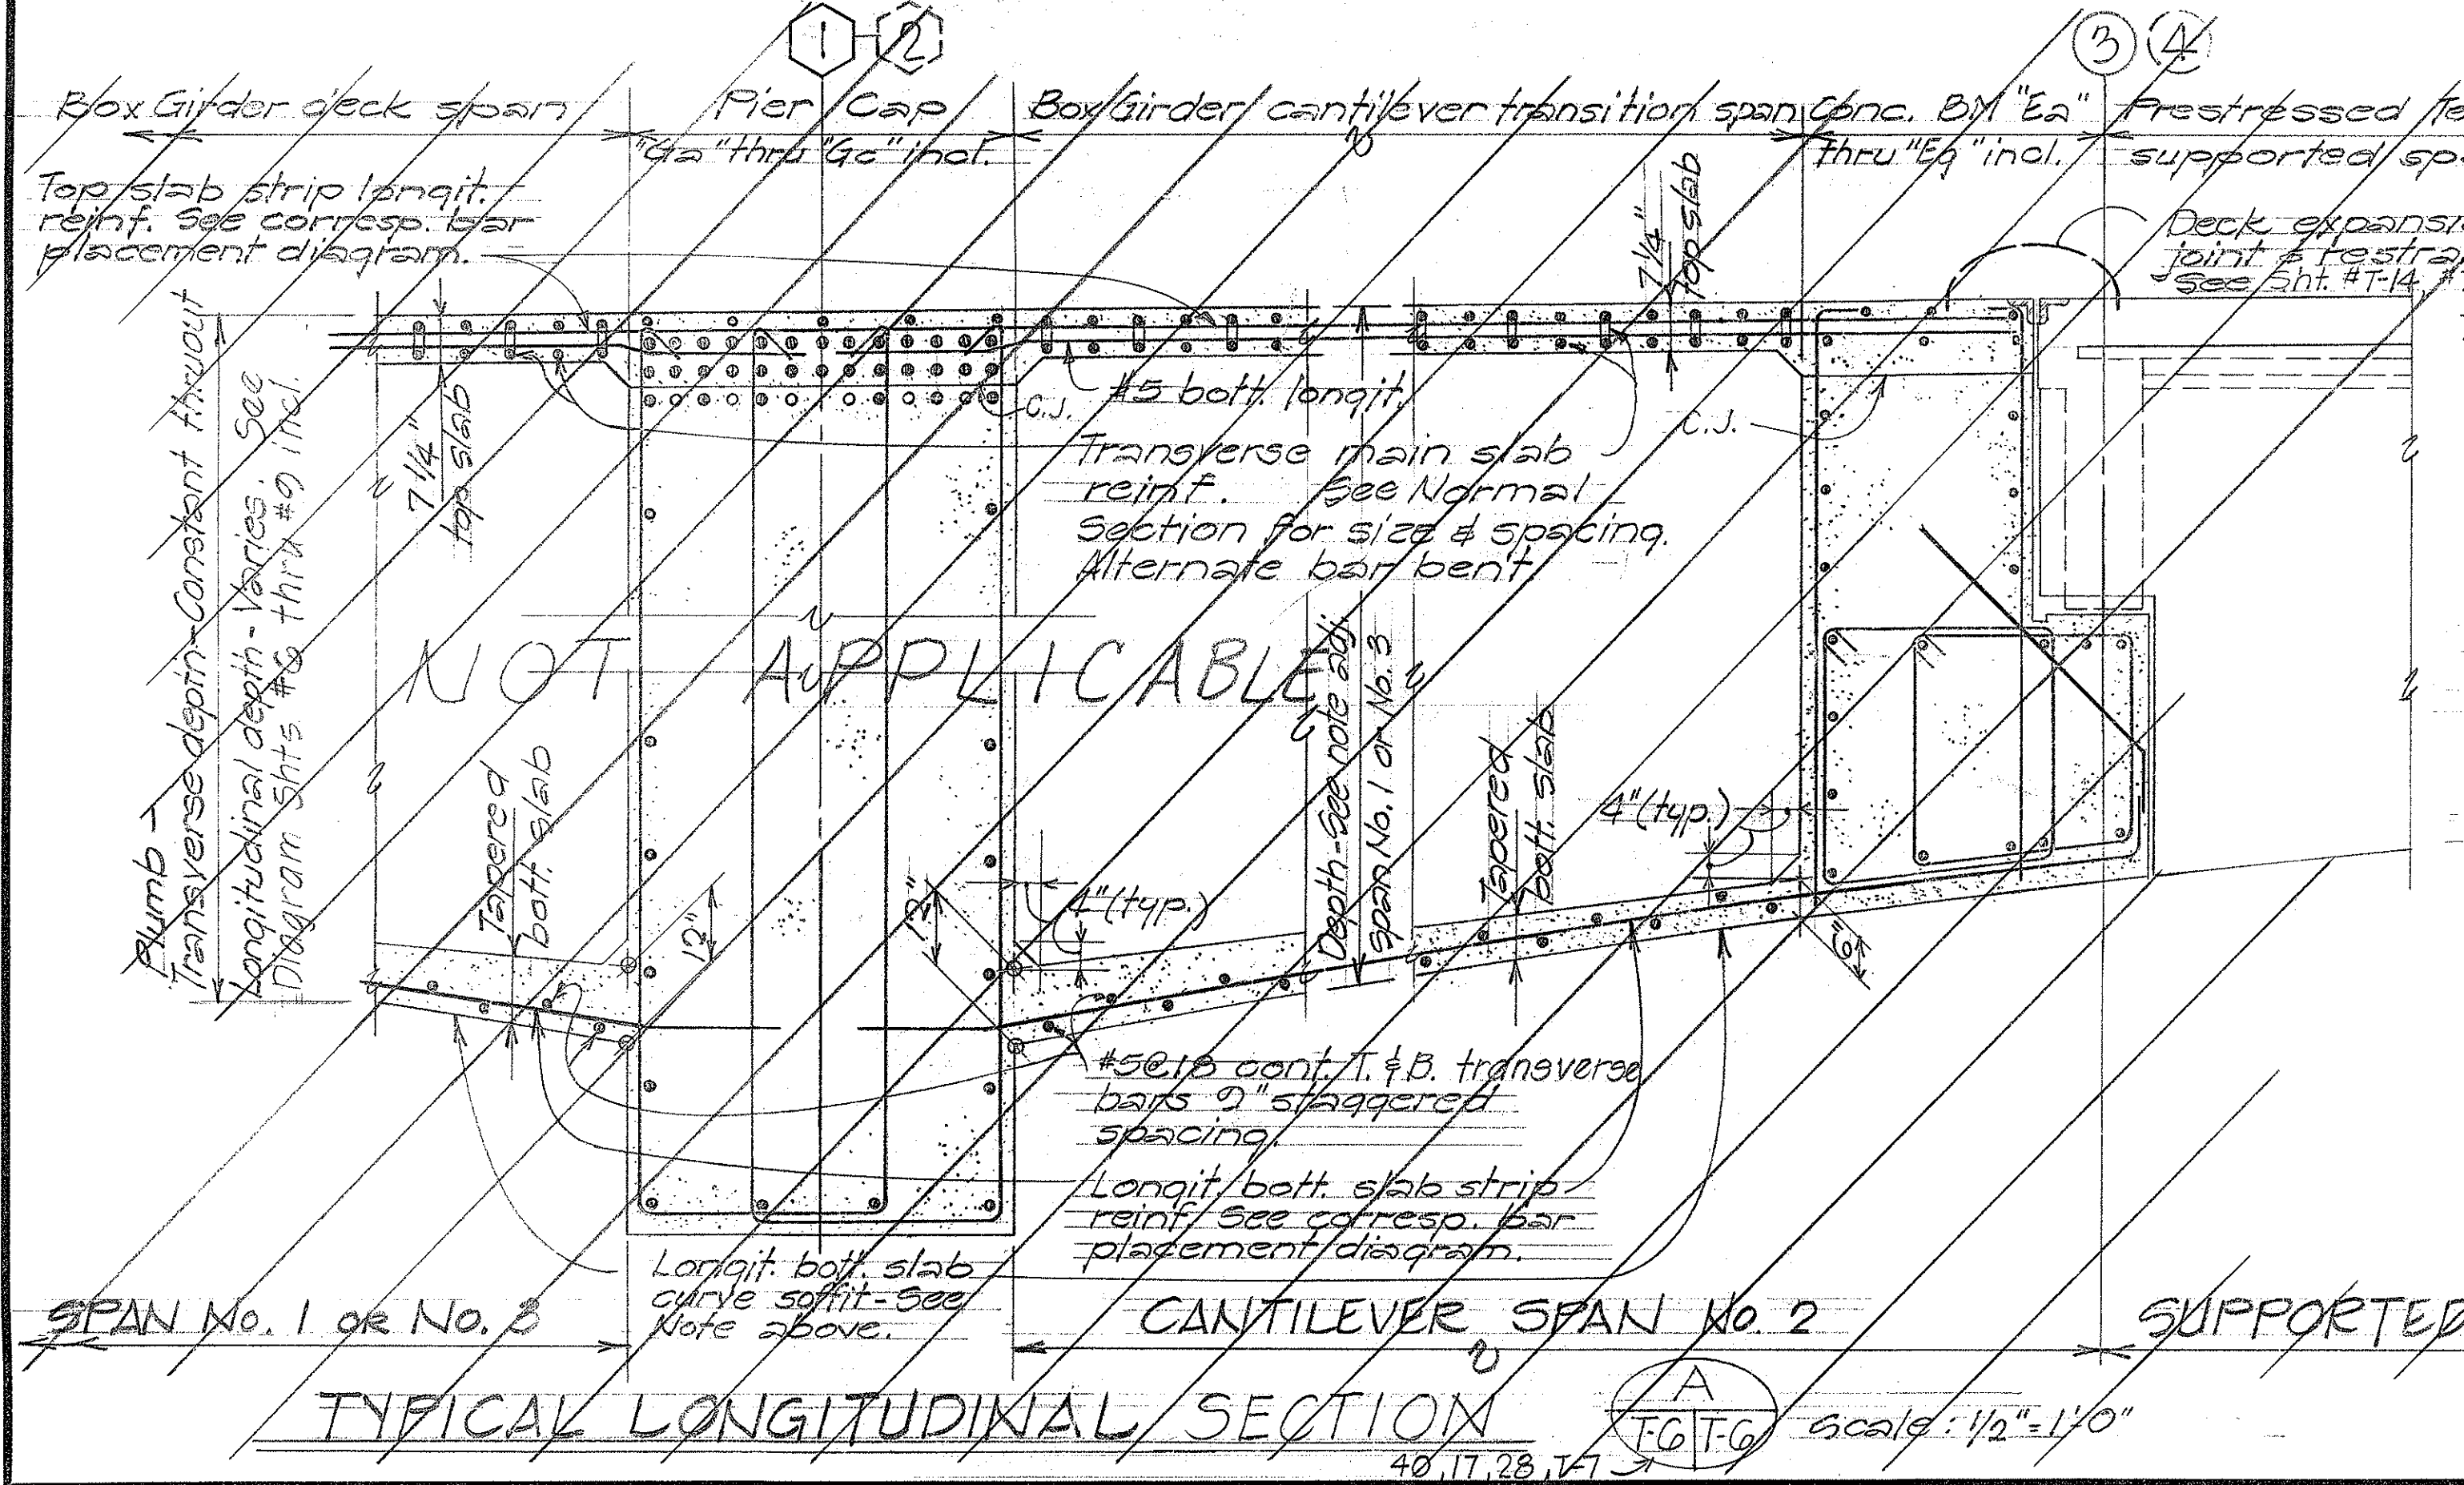 1 2
3 4
Box Girder deck span
Pier Cap
"Ga" thru "Gc" incl.
Box Girder cantilever transition span
Conc. BM "Ea"
thru "Eg" incl.
Prestressed
supported
Top slab strip longit.
reinf. See corresp. bar
placement diagram.
7 1/4"
top slab
Deck
joint &
See Sht. #T-14,
Plumb
Transverse depth-Constant thruout
Longitudinal depth-Varies. See
Diagram Shts #6 thru #9 incl.
7 1/4"
top slab
C.J.
#5 bott. longit.
C.J.
Transverse main slab
reinf. See Normal
Section for size & spacing.
Alternate bar bent.
NOT APPLICABLE
Depth-See note adj.
span No. 1 or No. 3
Tapered
bott. slab
Tapered
bott. slab
4"(typ.)
12"
12"
4"(typ.)
6"
#5@18 cont. T. & B. transverse
bars 9" staggered
spacing.
Longit. bott. slab strip
reinf. See corresp. bar
placement diagram.
Longit. bott. slab
curve soffit-See
Note above.
SPAN No. 1 OR No. 3
CANTILEVER SPAN No. 2
SUPPORTED
TYPICAL LONGITUDINAL SECTION
A
T-6 T-6
Scale: 1/2"=1'-0"
40,17,28,T-7